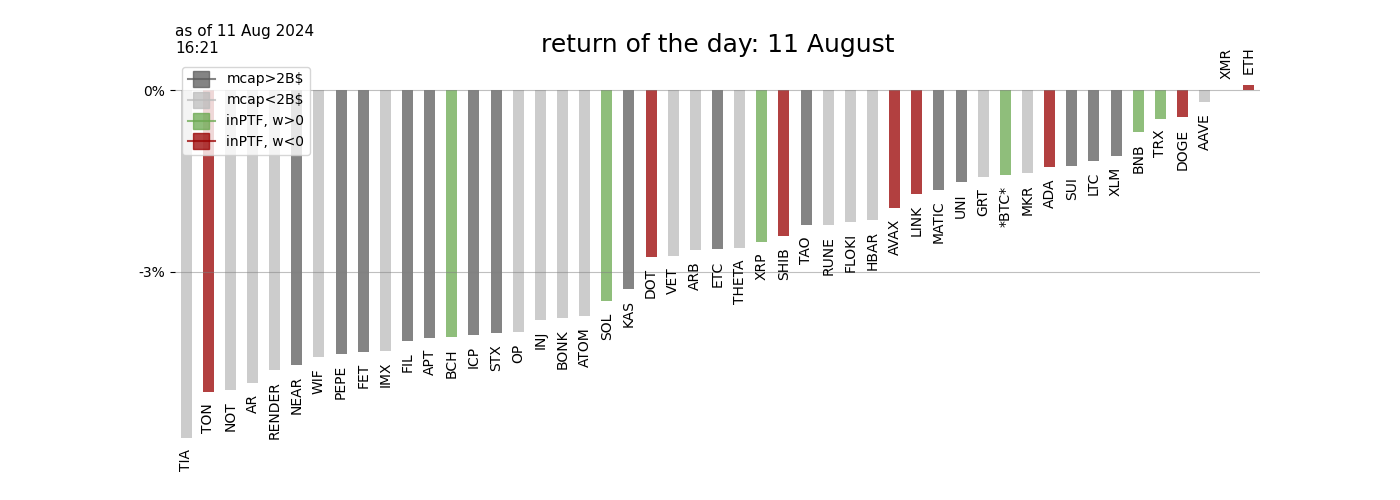 as of 11 Aug 2024
16:21
return of the day: 11 August
mcap>2B$
mcap<2B$
inPTF, w>0
inPTF, w<0
0%
-3%
TIA
TON
NOT
AR
RENDER
NEAR
WIF
PEPE
FET
IMX
FIL
APT
BCH
ICP
STX
OP
INJ
BONK
ATOM
SOL
KAS
DOT
VET
ARB
ETC
THETA
XRP
SHIB
TAO
RUNE
FLOKI
HBAR
AVAX
LINK
MATIC
UNI
GRT
*BTC*
MKR
ADA
SUI
LTC
XLM
BNB
TRX
DOGE
AAVE
XMR
ETH